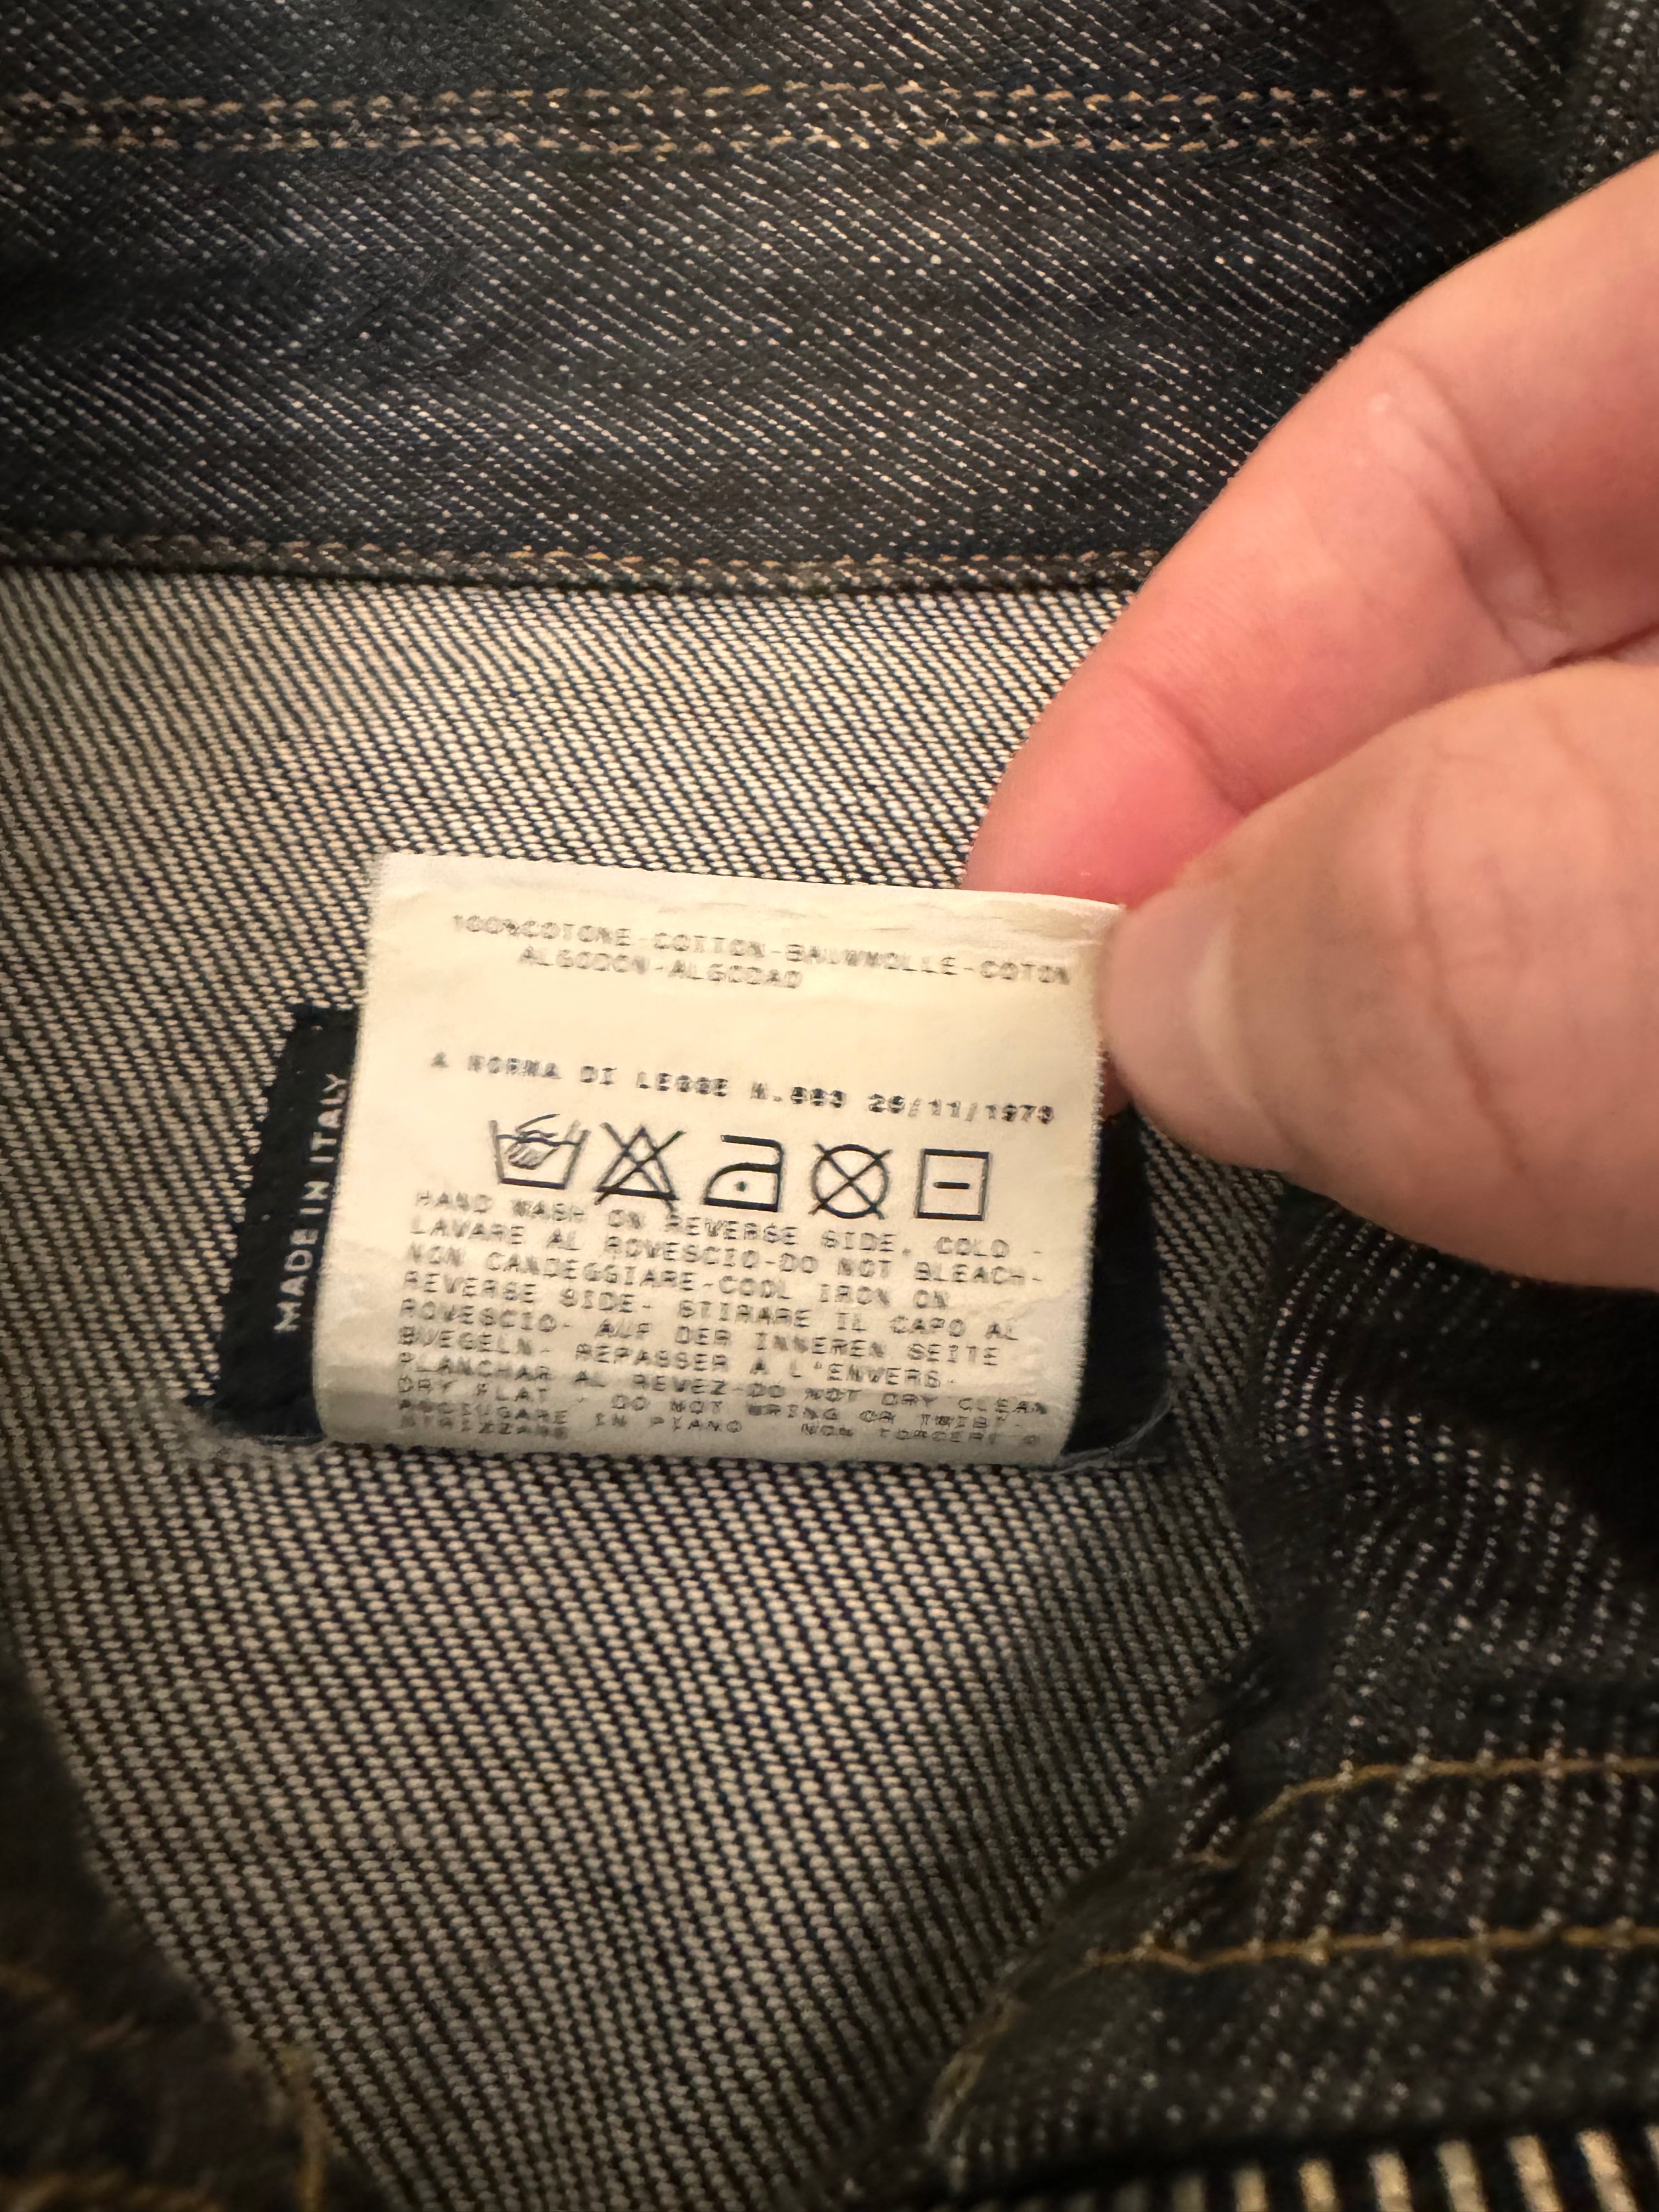 100%COTONE-COTTON-BAUMWOLLE-COTON
ALGODON-ALGODAO
A NORMA DI LEGGE N.883 26/11/1973
HAND WASH ON REVERSE SIDE, COLD -
LAVARE AL ROVESCIO-DO NOT BLEACH-
NON CANDEGGIARE-COOL IRON ON
REVERSE SIDE- STIRARE IL CAPO AL
ROVESCIO- AUF DER INNEREN SEITE
BUEGELN- REPASSER A L'ENVERS-
PLANCHAR AL REVEZ-DO NOT DRY CLEAN
DRY FLAT , DO NOT WRING OR TWIST-
ASCIUGARE IN PIANO NON TORCERE O
STRIZZARE
MADE IN ITALY